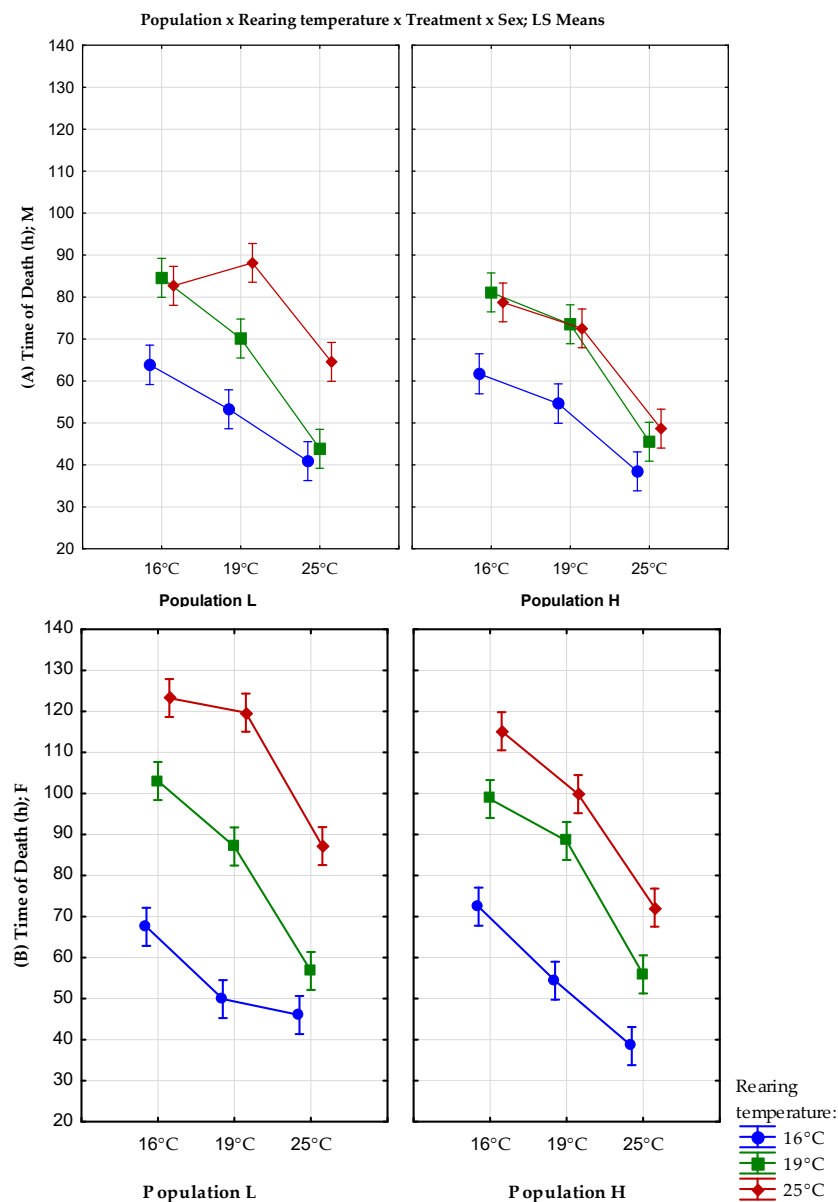 Population x Rearing temperature x Treatment x Sex; LS Means
(A) Time of Death (h); M
140
130
120
110
100
90
80
70
60
50
40
30
20
16°C 19°C 25°C 16°C 19°C 25°C
Population L Population H
(B) Time of Death (h); F
140
130
120
110
100
90
80
70
60
50
40
30
20
16°C 19°C 25°C 16°C 19°C 25°C
Population L Population H
Rearing
temperature:
16°C
19°C
25°C